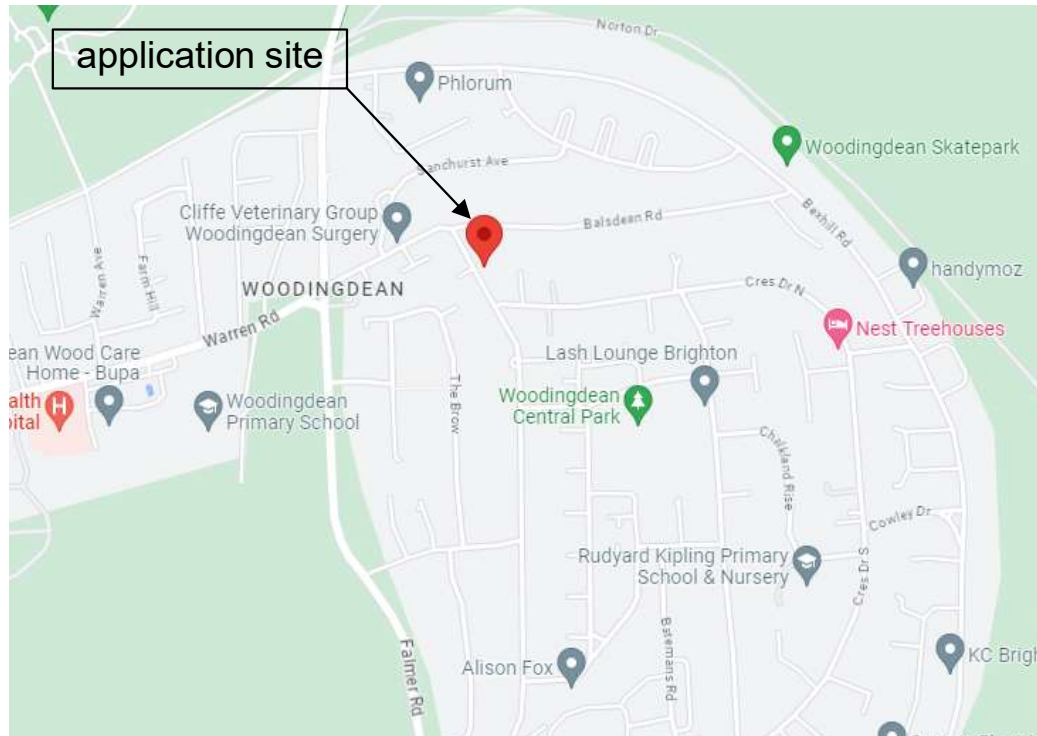 Norton Dr
application site
Phlorum
Woodingdean Skatepark
Sandhurst Ave
Cliffe Veterinary Group
Woodingdean Surgery
Balsdean Rd
Bexhill Rd
Warren Ave
Farm Hill
handymoz
WOODINGDEAN
Cres Dr N
Warren Rd
Nest Treehouses
ean Wood Care
Home - Bupa
Lash Lounge Brighton
alth
pital
H
Woodingdean
Primary School
The Brow
Woodingdean
Central Park
Chalkland Rise
Cowley Dr
Rudyard Kipling Primary
School & Nursery
Cres Dr S
Batemans Rd
Falmer Rd
Alison Fox
KC Brigh